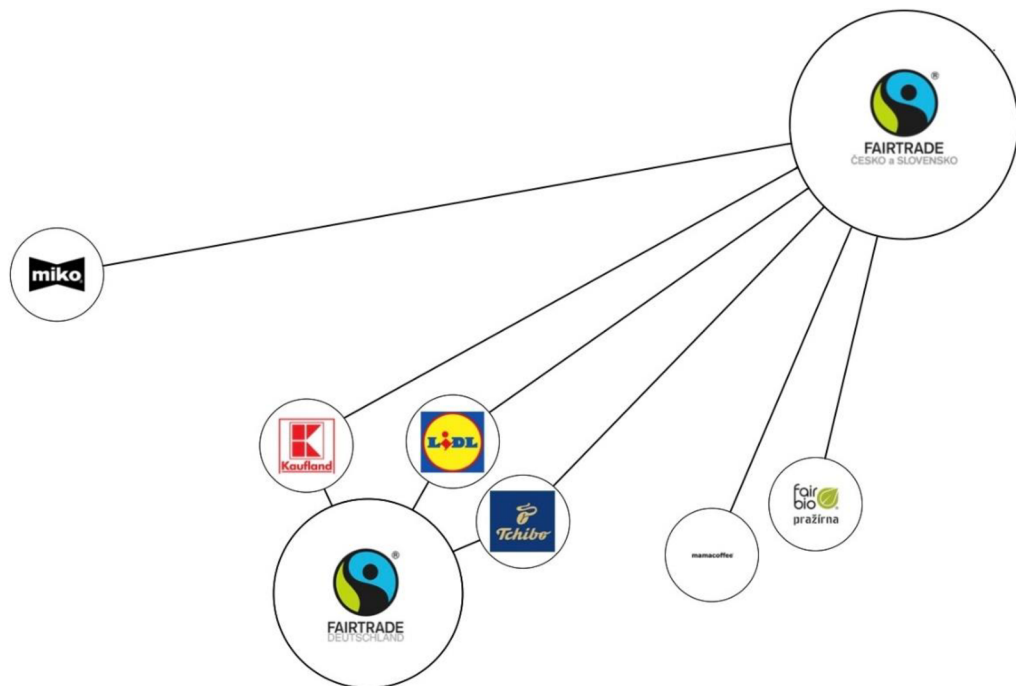 ®
FAIRTRADE
ČESKO a SLOVENSKO
miko
K
Kaufland
LiDL
Tchibo
fair
bio
®
pražírna
mamacoffee
®
FAIRTRADE
DEUTSCHLAND